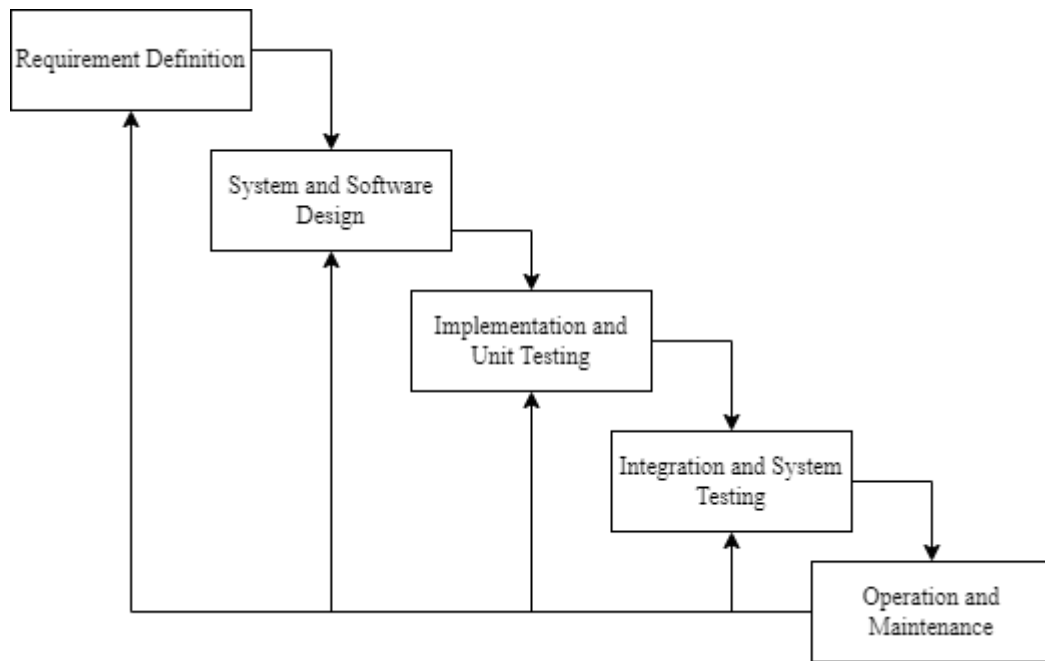 Requirement Definition
System and Software
Design
Implementation and
Unit Testing
Integration and System
Testing
Operation and
Maintenance